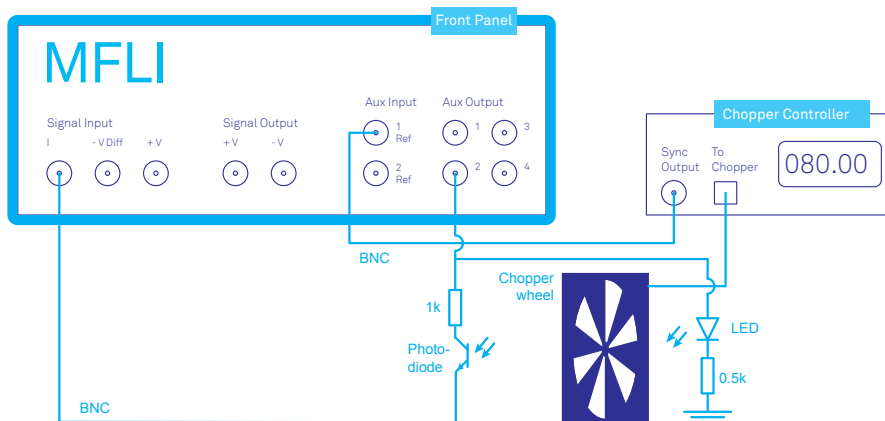 Front Panel
MFLI
Signal Input
I
- V Diff
+ V
Signal Output
+ V
- V
Aux Input
1
Ref
2
Ref
Aux Output
1
3
2
4
Chopper Controller
Sync
Output
To
Chopper
080.00
BNC
Chopper
wheel
1k
Photo-
diode
LED
0.5k
BNC